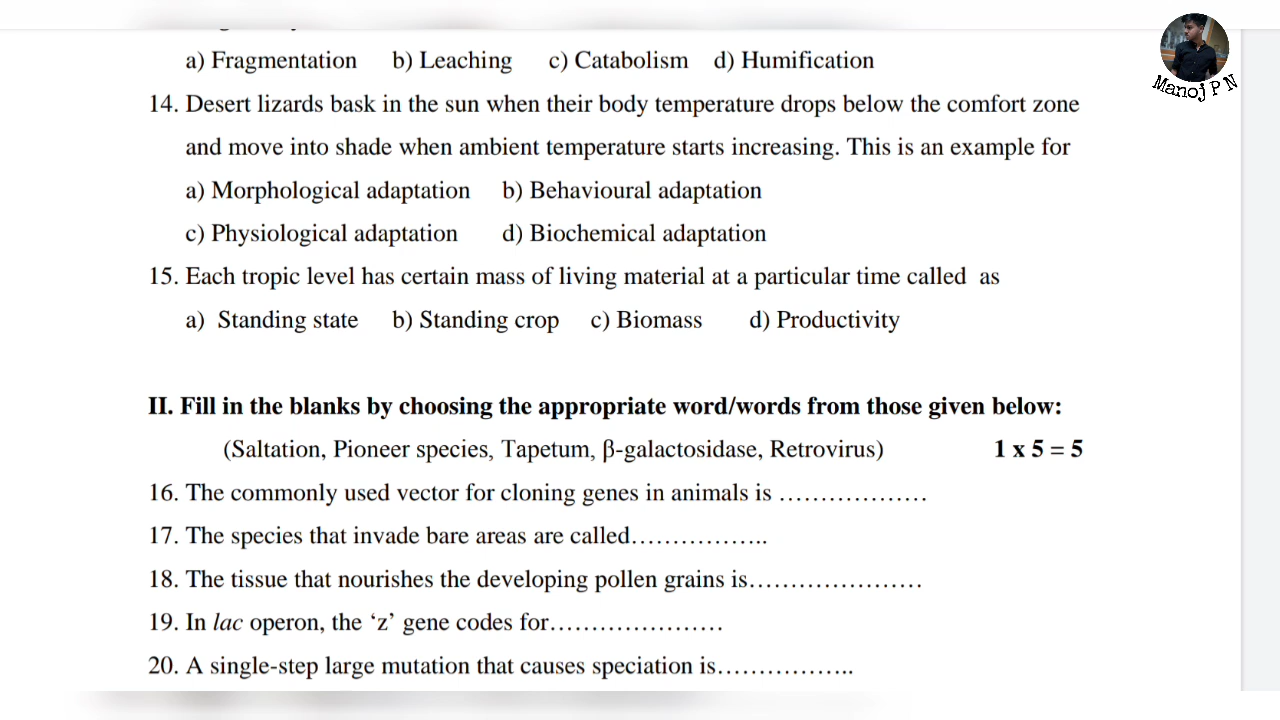 a) Fragmentation b) Leaching c) Catabolism d) Humification
Manoj P N
14. Desert lizards bask in the sun when their body temperature drops below the comfort zone
and move into shade when ambient temperature starts increasing. This is an example for
a) Morphological adaptation b) Behavioural adaptation
c) Physiological adaptation d) Biochemical adaptation
15. Each tropic level has certain mass of living material at a particular time called as
a) Standing state b) Standing crop c) Biomass d) Productivity
II. Fill in the blanks by choosing the appropriate word/words from those given below:
(Saltation, Pioneer species, Tapetum, β-galactosidase, Retrovirus) 1 x 5 = 5
16. The commonly used vector for cloning genes in animals is ………………
17. The species that invade bare areas are called……………..
18. The tissue that nourishes the developing pollen grains is…………………
19. In lac operon, the ‘z’ gene codes for…………………
20. A single-step large mutation that causes speciation is……………..